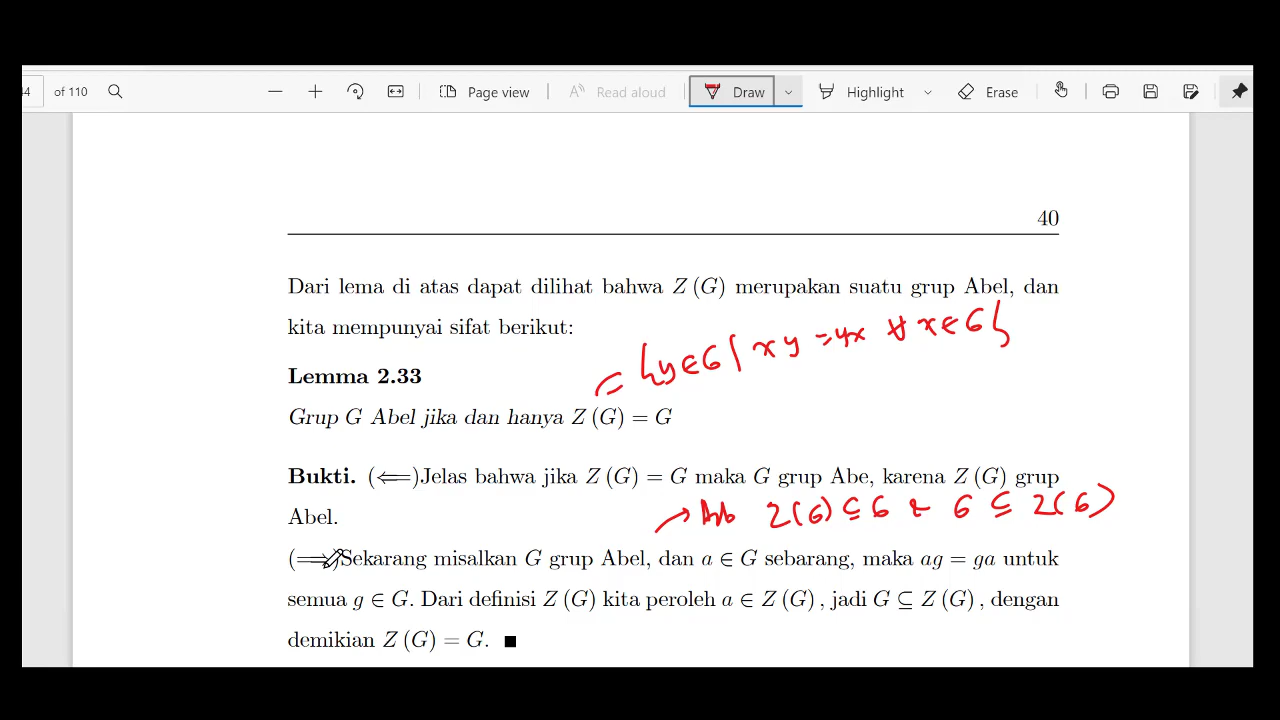 4 of 110 Page view Read aloud Draw Highlight Erase
40
Dari lema di atas dapat dilihat bahwa Z (G) merupakan suatu grup Abel, dan
kita mempunyai sifat berikut:
= {y∈G | xy = yx ∀ x∈G}
Lemma 2.33
Grup G Abel jika dan hanya Z (G) = G
Bukti. (⟸)Jelas bahwa jika Z (G) = G maka G grup Abe, karena Z (G) grup
Abel.
→ Z(G) ⊆ G & G ⊆ Z(G)
(⟹)Sekarang misalkan G grup Abel, dan a ∈ G sebarang, maka ag = ga untuk
semua g ∈ G. Dari definisi Z (G) kita peroleh a ∈ Z (G) , jadi G ⊆ Z (G) , dengan
demikian Z (G) = G. ■